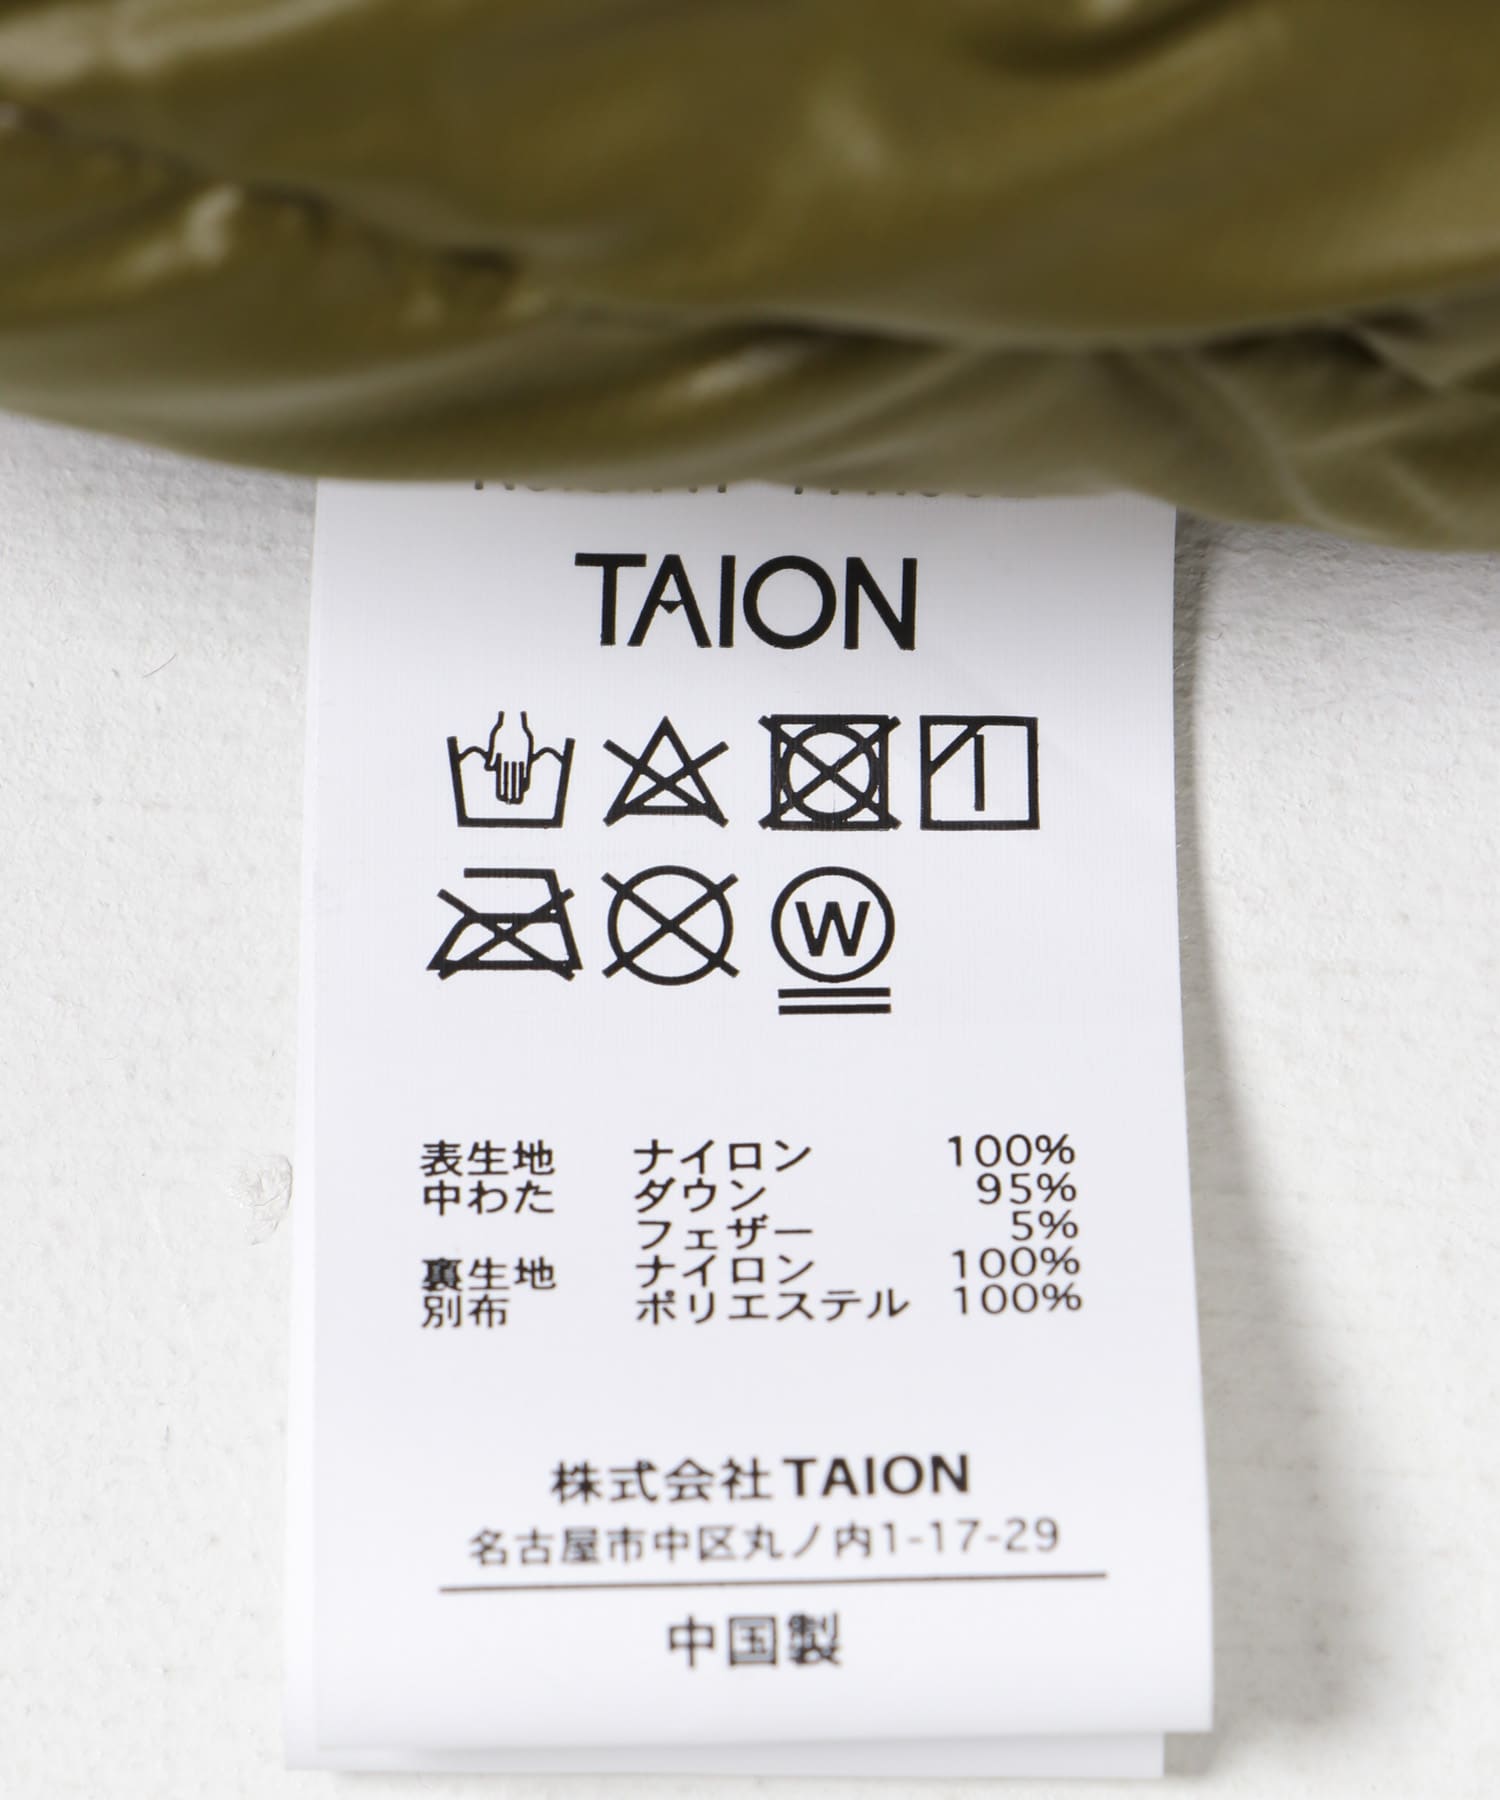 TAION
W
表生地 ナイロン 100%
中わた ダウン 95%
フェザー 5%
裏生地 ナイロン 100%
別布 ポリエステル 100%
株式会社TAION
名古屋市中区丸ノ内1-17-29
中国製